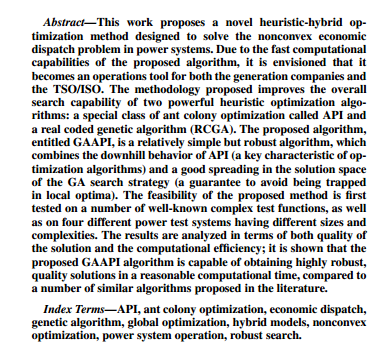 Abstract—This work proposes a novel heuristic-hybrid op-
timization method designed to solve the nonconvex economic
dispatch problem in power systems. Due to the fast computational
capabilities of the proposed algorithm, it is envisioned that it
becomes an operations tool for both the generation companies and
the TSO/ISO. The methodology proposed improves the overall
search capability of two powerful heuristic optimization algo-
rithms: a special class of ant colony optimization called API and
a real coded genetic algorithm (RCGA). The proposed algorithm,
entitled GAAPI, is a relatively simple but robust algorithm, which
combines the downhill behavior of API (a key characteristic of op-
timization algorithms) and a good spreading in the solution space
of the GA search strategy (a guarantee to avoid being trapped
in local optima). The feasibility of the proposed method is first
tested on a number of well-known complex test functions, as well
as on four different power test systems having different sizes and
complexities. The results are analyzed in terms of both quality of
the solution and the computational efficiency; it is shown that the
proposed GAAPI algorithm is capable of obtaining highly robust,
quality solutions in a reasonable computational time, compared to
a number of similar algorithms proposed in the literature.
Index Terms—API, ant colony optimization, economic dispatch,
genetic algorithm, global optimization, hybrid models, nonconvex
optimization, power system operation, robust search.